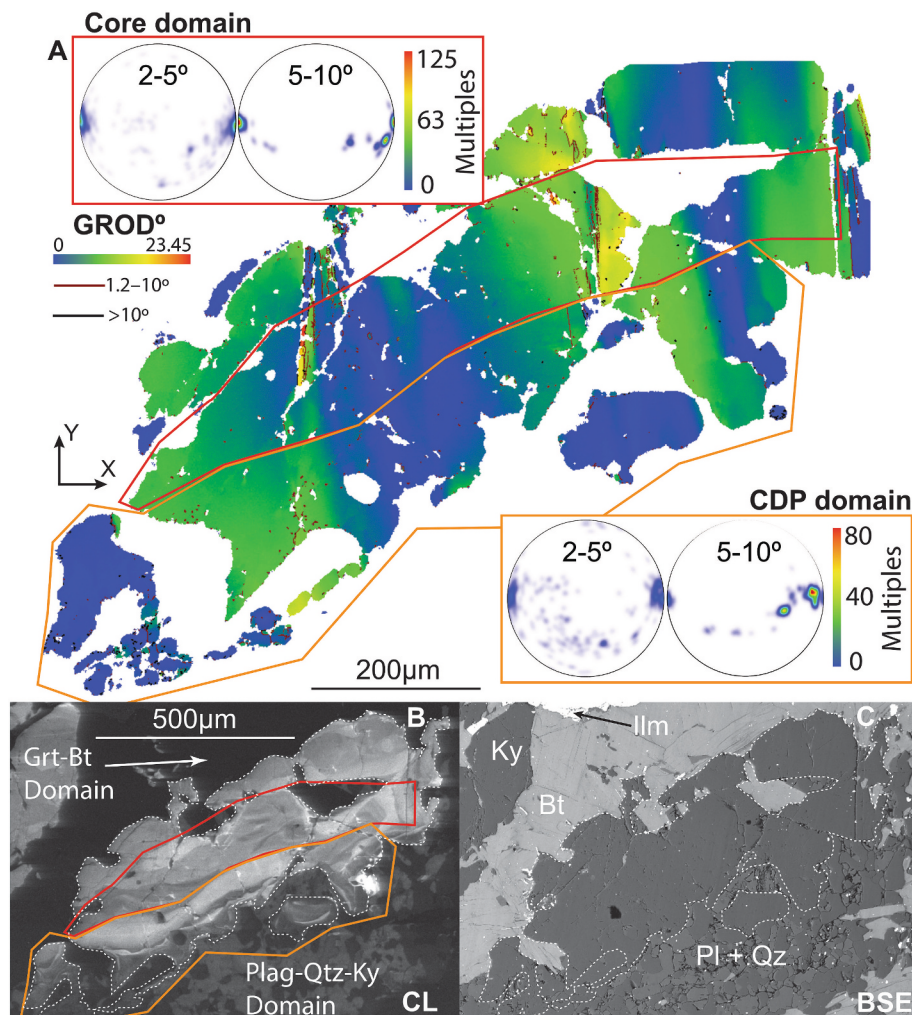 Core domain
A
2-5º
5-10º
125
63
0
Multiples
GRODº
0
23.45
1.2–10º
>10º
Y
X
CDP domain
2-5º
5-10º
80
40
0
Multiples
200µm
500µm
B
Grt-Bt
Domain
Plag-Qtz-Ky
Domain
CL
Ilm
C
Ky
Bt
Pl + Qz
BSE